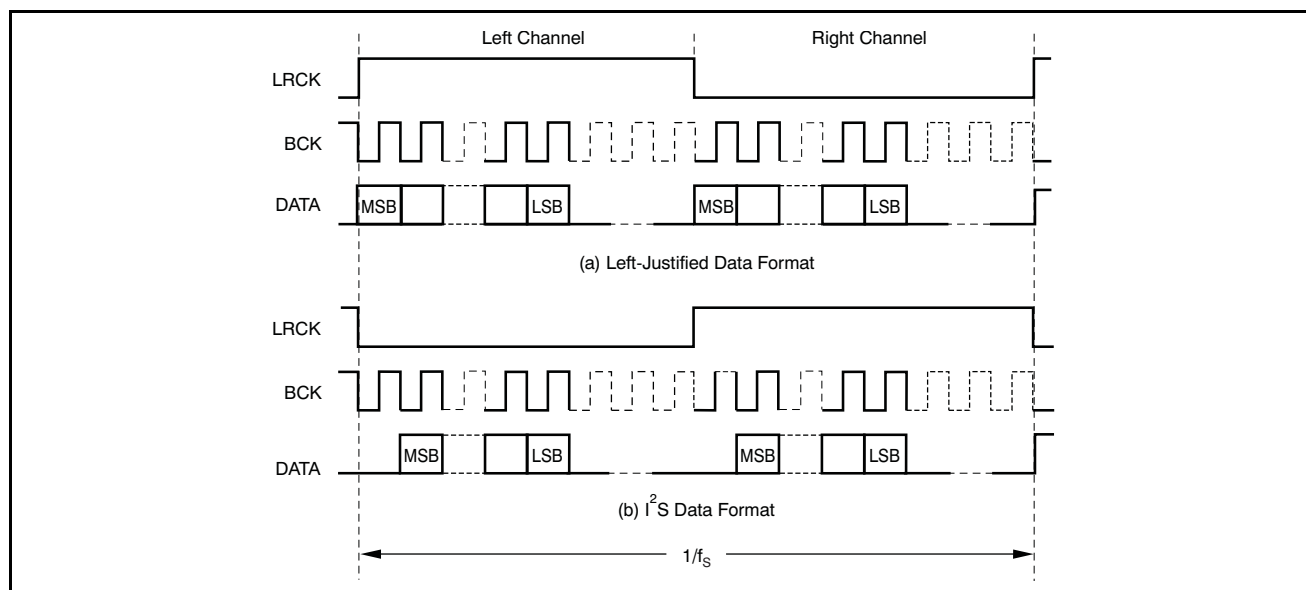 Left Channel Right Channel
LRCK
BCK
DATA MSB LSB MSB LSB
(a) Left-Justified Data Format
LRCK
BCK
DATA MSB LSB MSB LSB
(b) I²S Data Format
1/fS